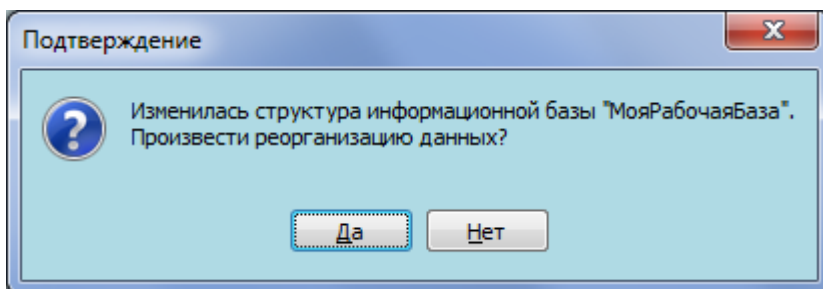 Подтверждение
Изменилась структура информационной базы "МояРабочаяБаза".
Произвести реорганизацию данных?
Да
Нет